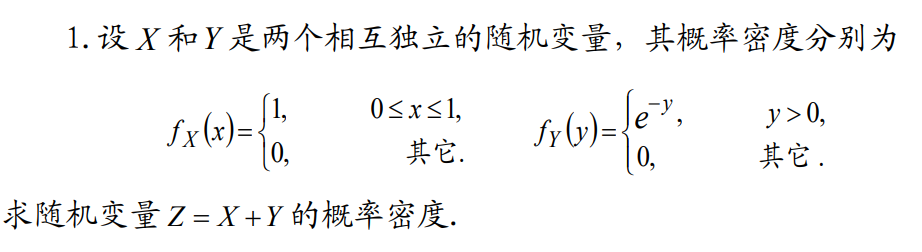 1. 设 X 和 Y 是两个相互独立的随机变量，其概率密度分别为
f_X(x)={1, 0≤x≤1, 0, 其它. f_Y(y)={e^{-y}, y>0, 0, 其它.
求随机变量 Z = X + Y 的概率密度.